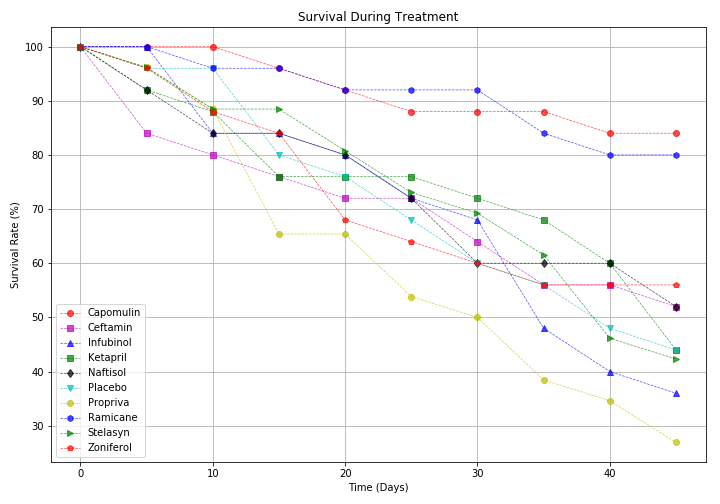 Survival During Treatment
100
90
80
70
60
50
40
30
Survival Rate (%)
Capomulin
Ceftamin
Infubinol
Ketapril
Naftisol
Placebo
Propriva
Ramicane
Stelasyn
Zoniferol
0
10
20
30
40
Time (Days)